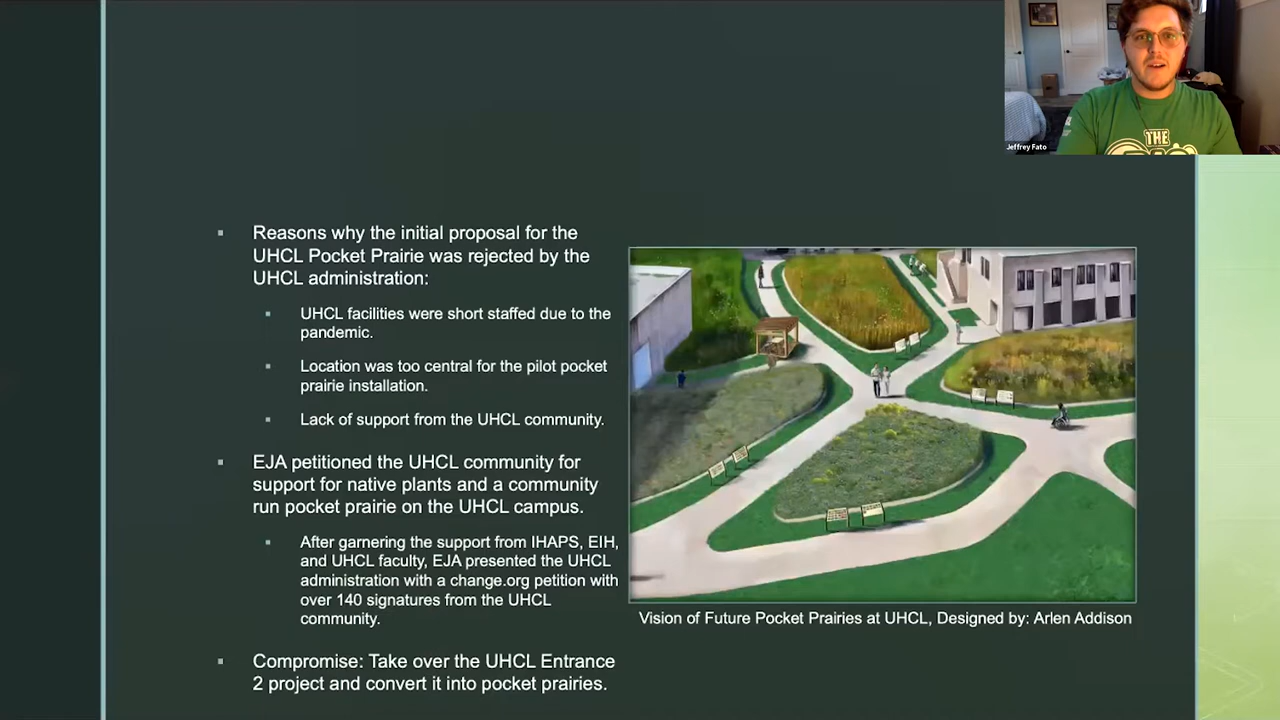 Jeffrey Fato
THE
Reasons why the initial proposal for the
UHCL Pocket Prairie was rejected by the
UHCL administration:
UHCL facilities were short staffed due to the
pandemic.
Location was too central for the pilot pocket
prairie installation.
Lack of support from the UHCL community.
EJA petitioned the UHCL community for
support for native plants and a community
run pocket prairie on the UHCL campus.
After garnering the support from IHAPS, EIH,
and UHCL faculty, EJA presented the UHCL
administration with a change.org petition with
over 140 signatures from the UHCL
community.
Compromise: Take over the UHCL Entrance
2 project and convert it into pocket prairies.
Vision of Future Pocket Prairies at UHCL, Designed by: Arlen Addison